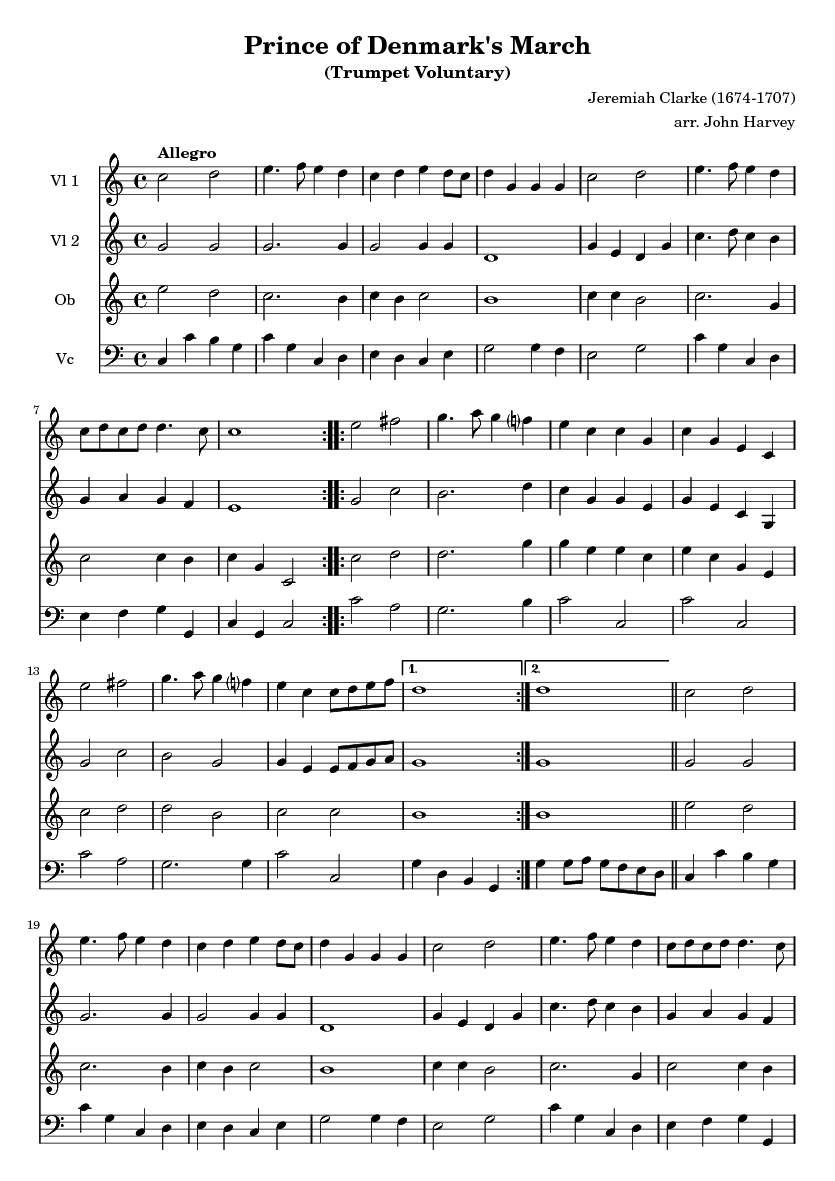 Prince of Denmark's March
(Trumpet Voluntary)
Jeremiah Clarke (1674-1707)
arr. John Harvey
Allegro
Vl 1
Vl 2
Ob
Vc
7
13
1.
2.
19